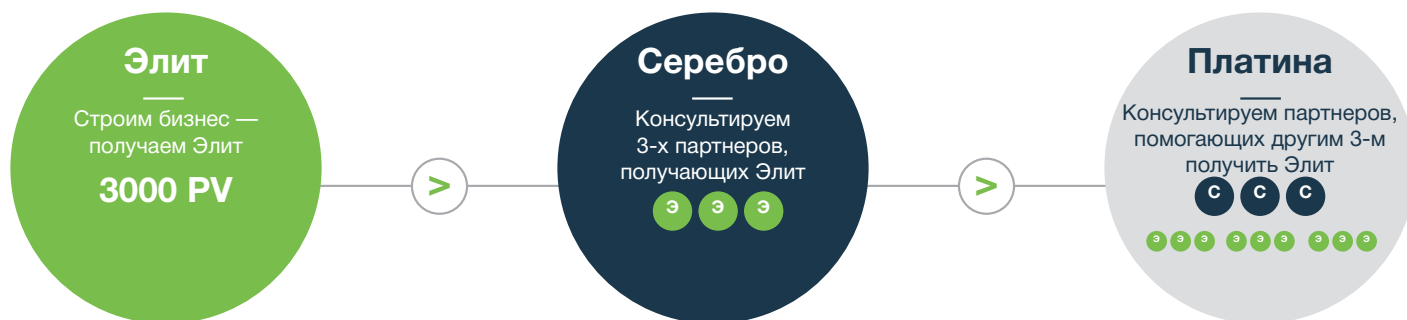 Элит
Строим бизнес —
получаем Элит
3000 PV
>
Серебро
Консультируем
3-х партнеров,
получающих Элит
Э Э Э
>
Платина
Консультируем партнеров,
помогающих другим 3-м
получить Элит
С С С
Э Э Э Э Э Э Э Э Э